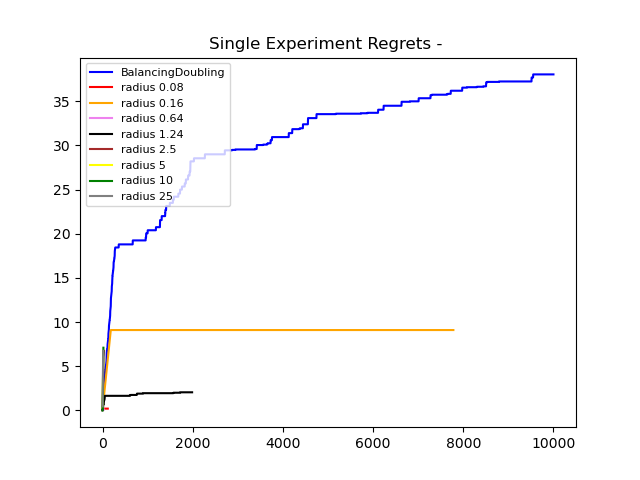 Single Experiment Regrets -
BalancingDoubling
radius 0.08
radius 0.16
radius 0.64
radius 1.24
radius 2.5
radius 5
radius 10
radius 25
35
30
25
20
15
10
5
0
0 2000 4000 6000 8000 10000